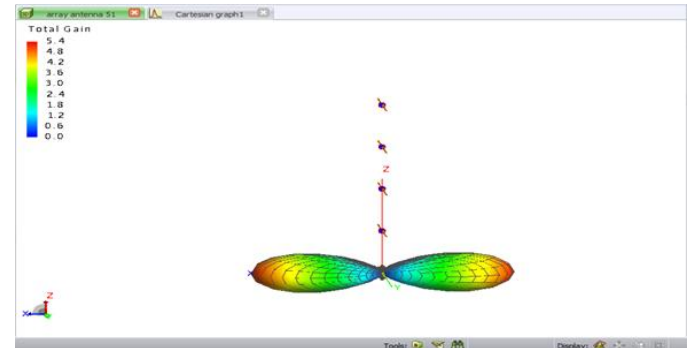 array antenna S1 Cartesian graph1
Total Gain
5.4
4.8
4.2
3.6
3.0
2.4
1.8
1.2
0.6
0.0
Z
X
Y
Z
X
Tools: Display: